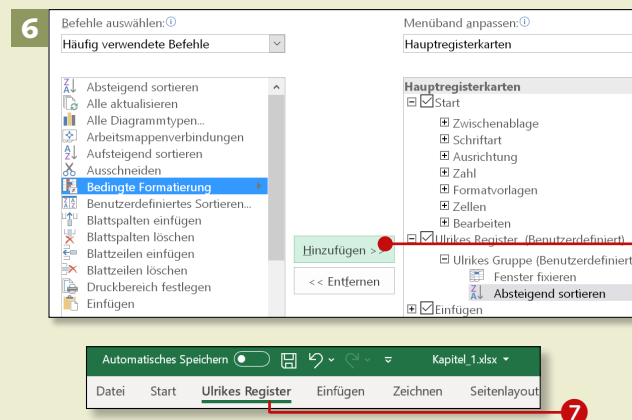 6
Befehle auswählen:
Häufig verwendete Befehle
Absteigend sortieren
Alle aktualisieren
Alle Diagrammtypen...
Arbeitsmappenverbindungen
Aufsteigend sortieren
Ausschneiden
Bedingte Formatierung
Benutzerdefiniertes Sortieren...
Blattspalten einfügen
Blattspalten löschen
Blattzeilen einfügen
Blattzeilen löschen
Druckbereich festlegen
Einfügen
Hinzufügen >>
<< Entfernen
Menüband anpassen:
Hauptregisterkarten
Hauptregisterkarten
Start
Zwischenablage
Schriftart
Ausrichtung
Zahl
Formatvorlagen
Zellen
Bearbeiten
Ulrikes Register (Benutzerdefiniert)
Ulrikes Gruppe (Benutzerdefiniert
Fenster fixieren
Absteigend sortieren
Einfügen
Automatisches Speichern Kapitel_1.xlsx
Datei Start Ulrikes Register Einfügen Zeichnen Seitenlayout
7